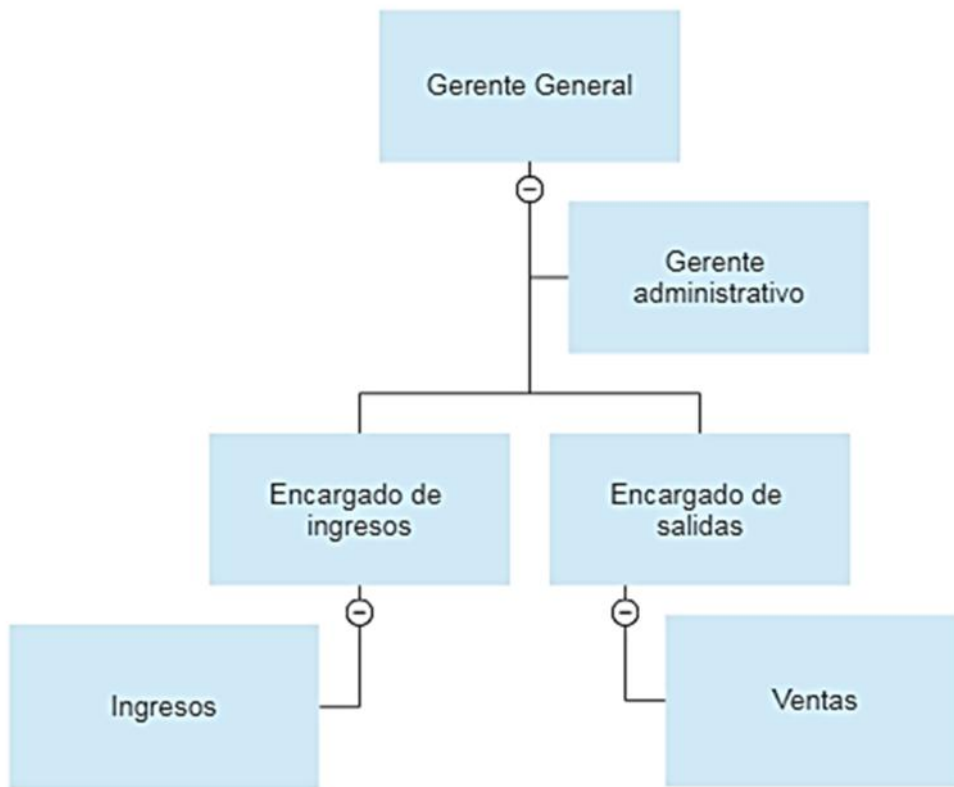 Gerente General
Gerente
administrativo
Encargado de
ingresos
Encargado de
salidas
Ingresos
Ventas